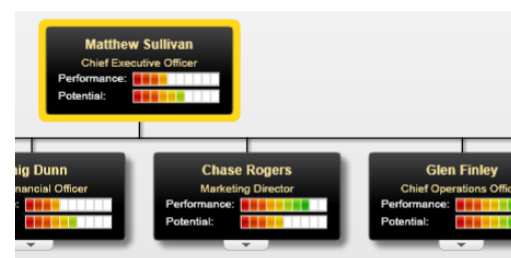 Matthew Sullivan
Chief Executive Officer
Performance:
Potential:
aig Dunn
nancial Officer
:
Chase Rogers
Marketing Director
Performance:
Potential:
Glen Finley
Chief Operations Offic
Performance:
Potential: